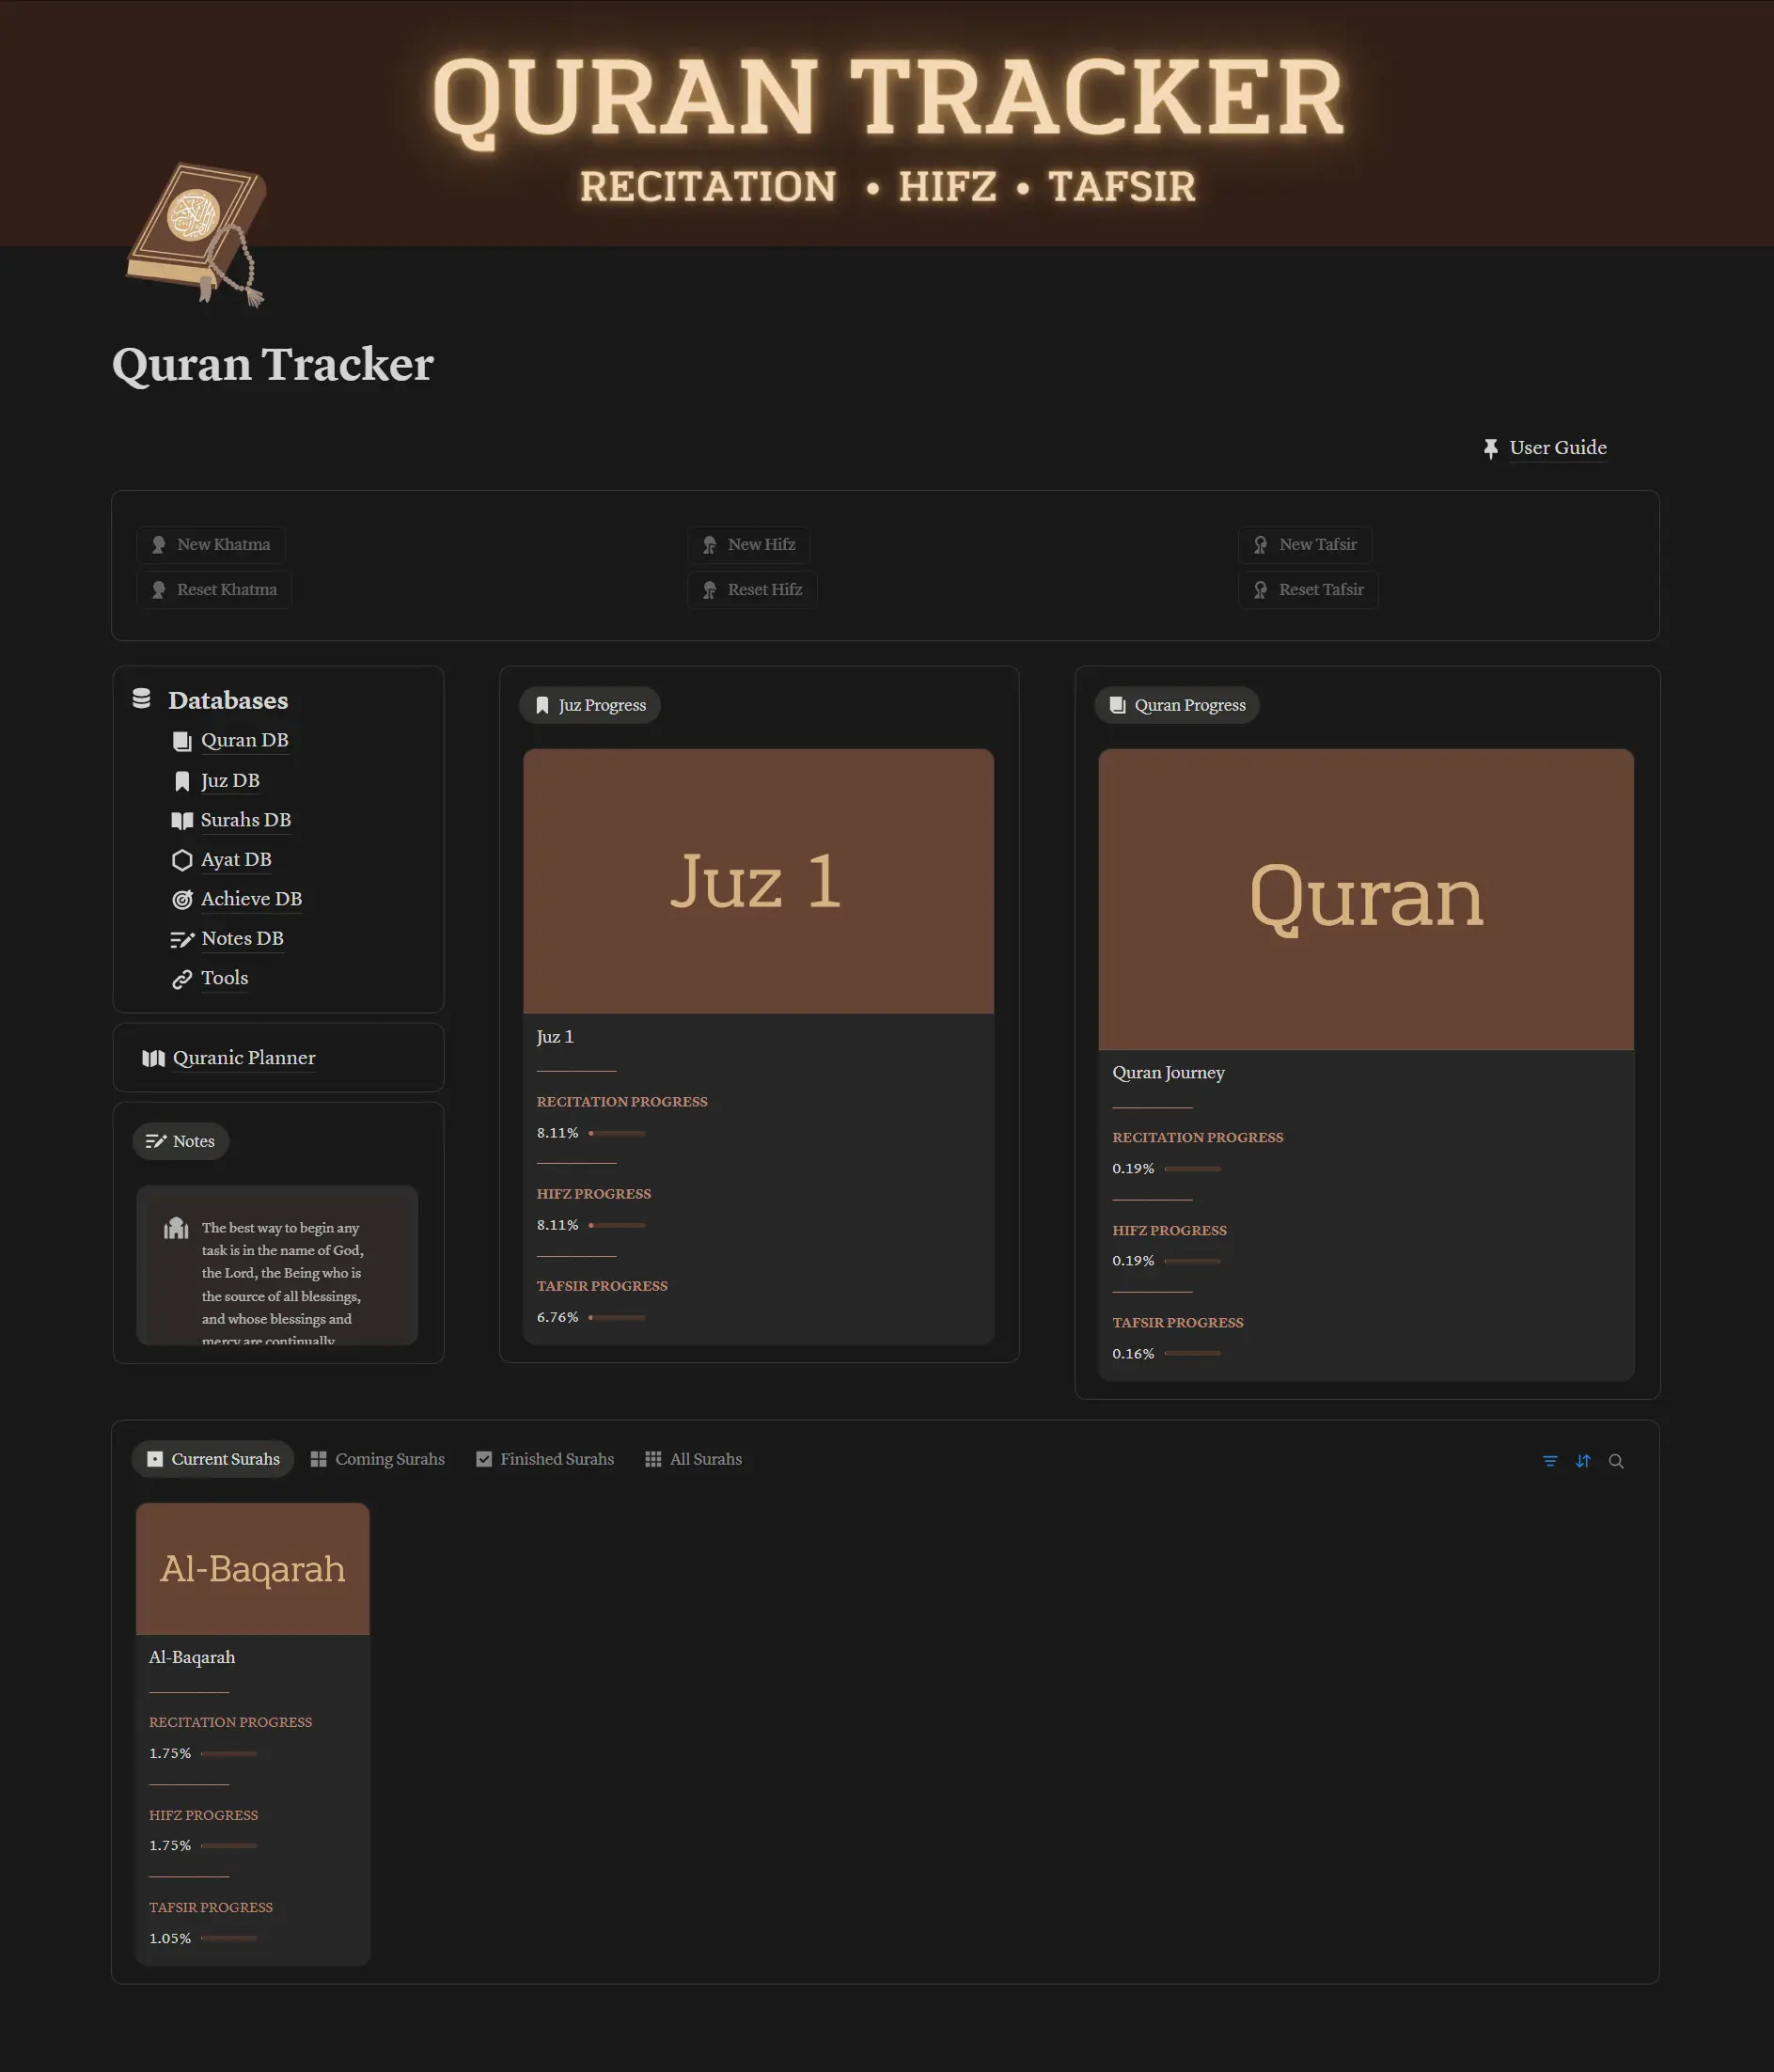 QURAN TRACKER
RECITATION • HIFZ • TAFSIR
Quran Tracker
User Guide
New Khatma
Reset Khatma
New Hifz
Reset Hifz
New Tafsir
Reset Tafsir
Databases
Quran DB
Juz DB
Surahs DB
Ayat DB
Achieve DB
Notes DB
Tools
Quranic Planner
Notes
The best way to begin any
task is in the name of God,
the Lord, the Being who is
the source of all blessings,
and whose blessings and
mercy are continually
Juz Progress
Juz 1
Juz 1
RECITATION PROGRESS
8.11%
HIFZ PROGRESS
8.11%
TAFSIR PROGRESS
6.76%
Quran Progress
Quran
Quran Journey
RECITATION PROGRESS
0.19%
HIFZ PROGRESS
0.19%
TAFSIR PROGRESS
0.16%
Current Surahs
Coming Surahs
Finished Surahs
All Surahs
Al-Baqarah
Al-Baqarah
RECITATION PROGRESS
1.75%
HIFZ PROGRESS
1.75%
TAFSIR PROGRESS
1.05%